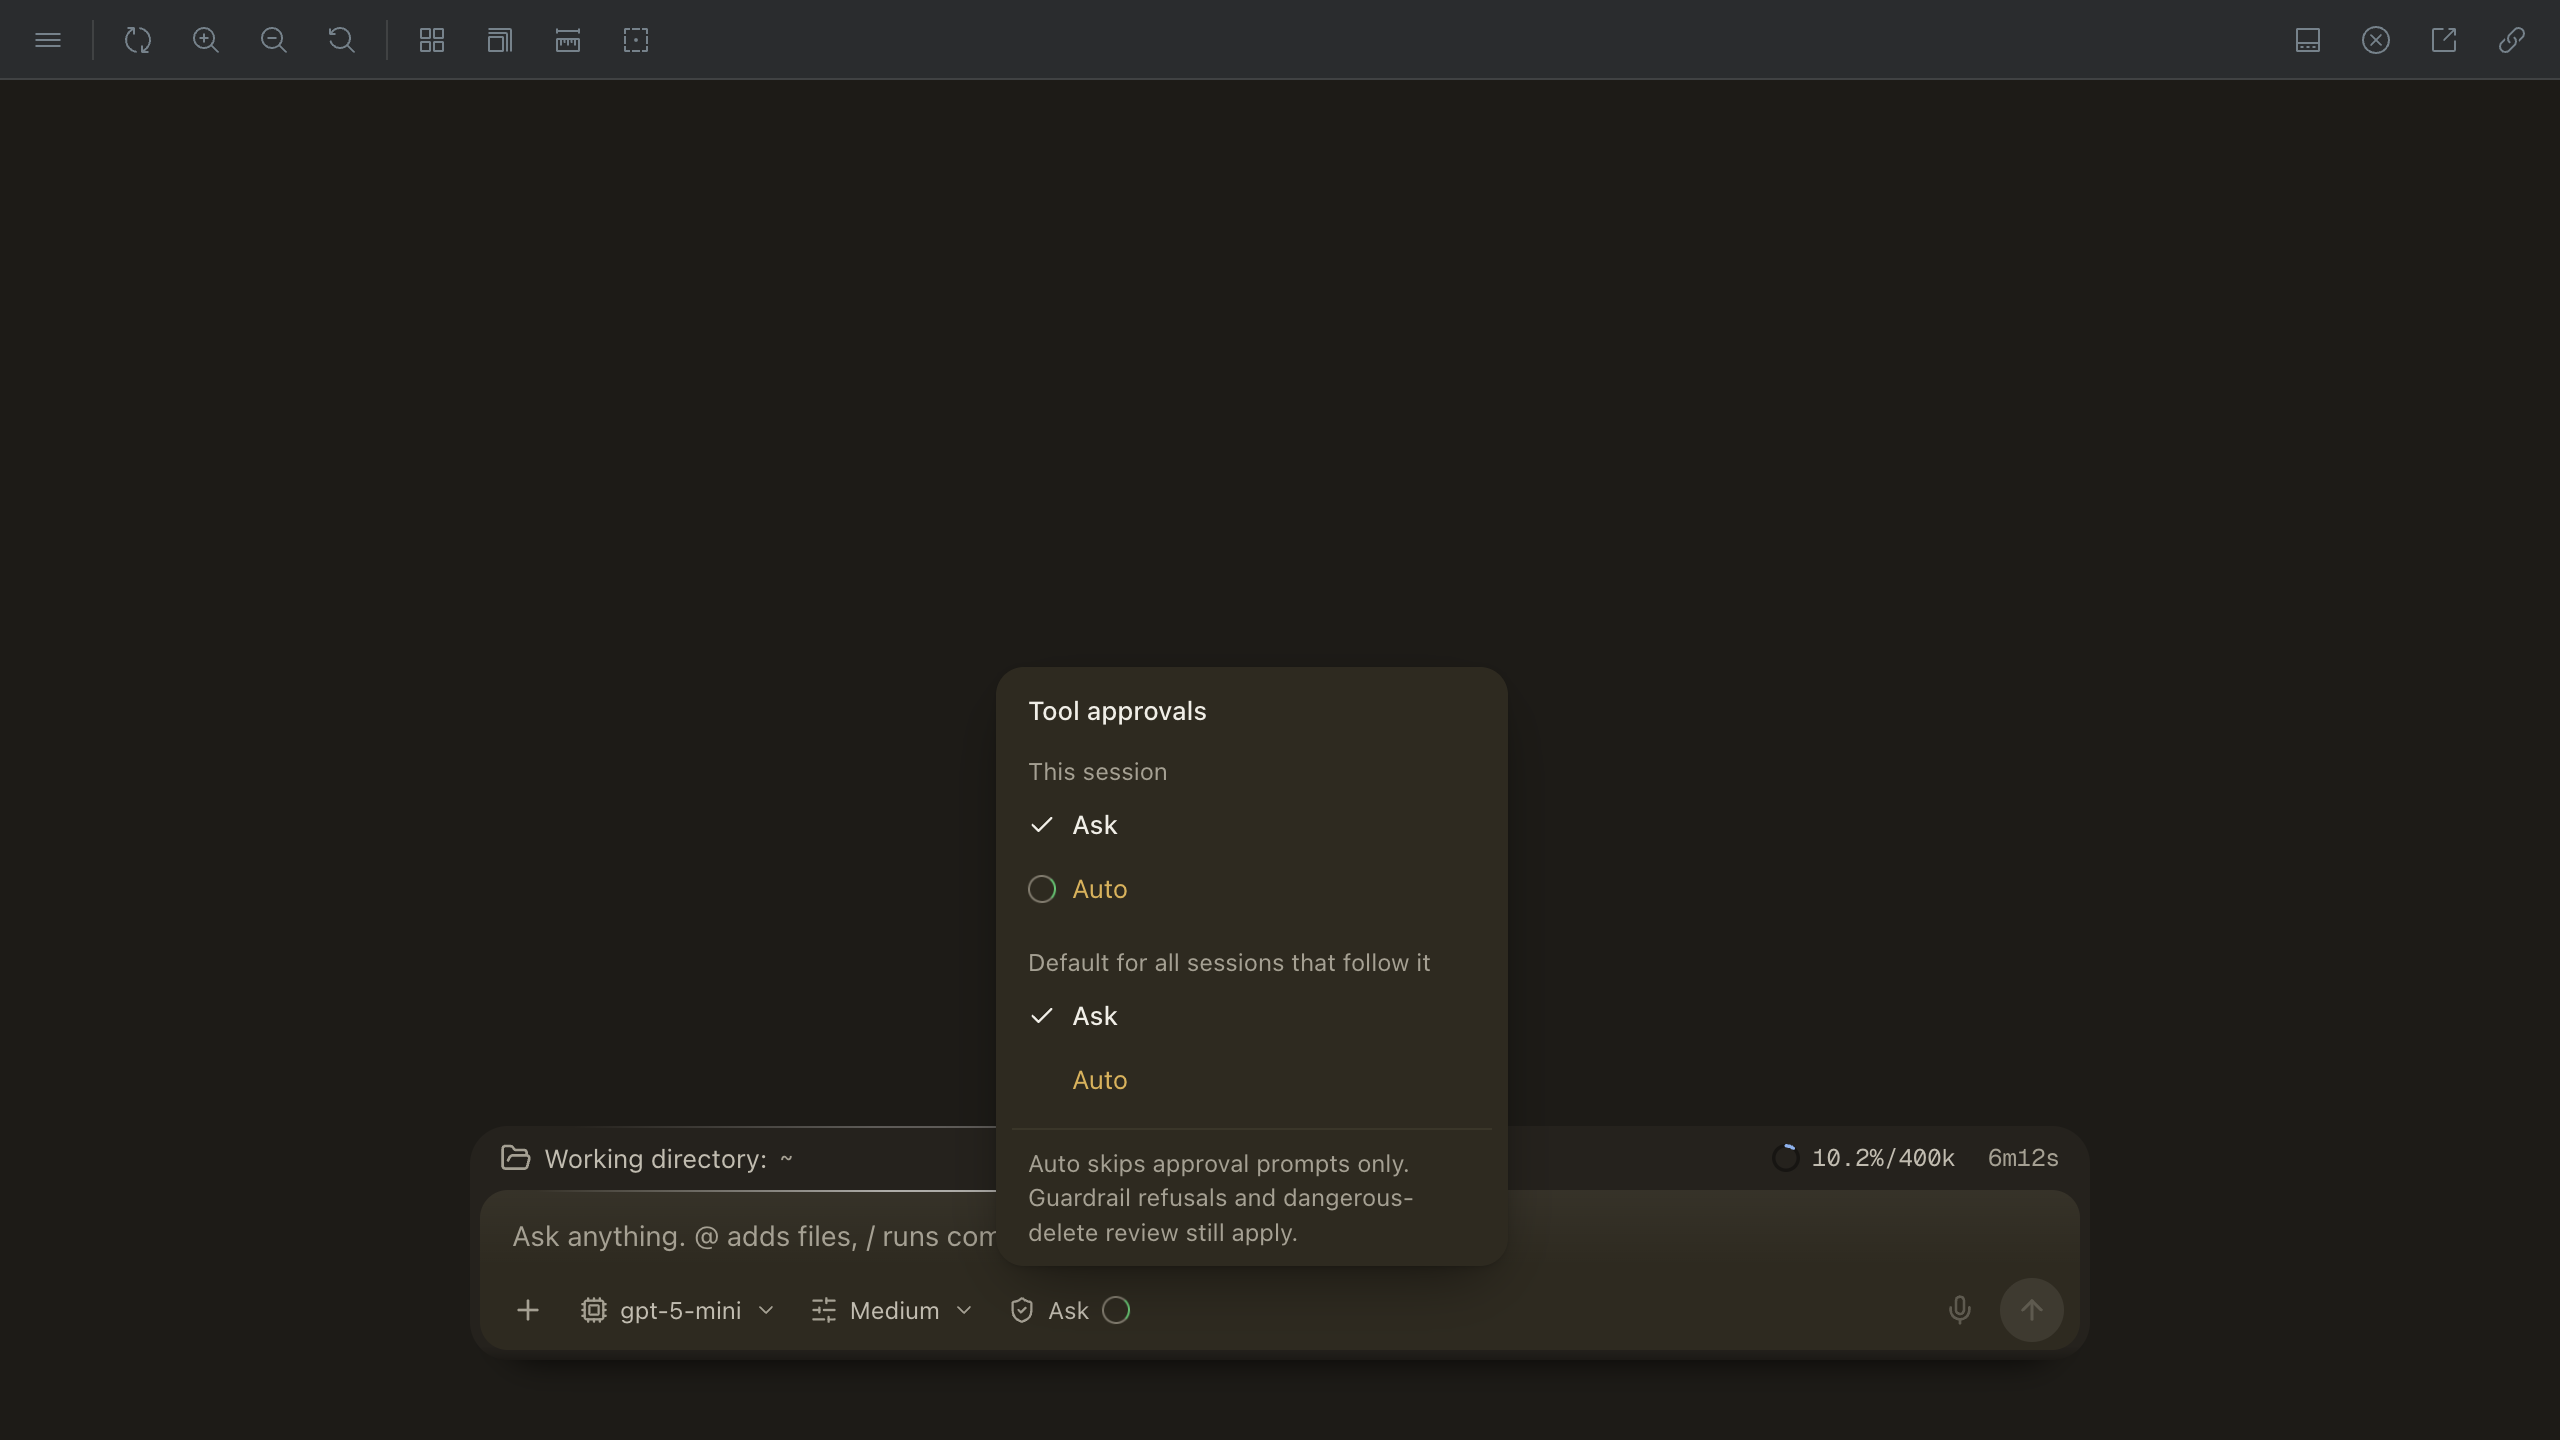 Tool approvals
This session
Ask
Auto
Default for all sessions that follow it
Ask
Auto
Auto skips approval prompts only.
Guardrail refusals and dangerous-
delete review still apply.
Working directory: ~
10.2%/400k 6m12s
Ask anything. @ adds files, / runs com
gpt-5-mini Medium Ask